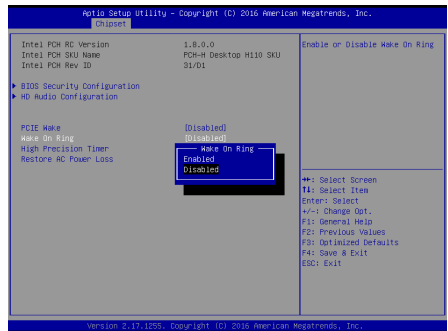 Aptio Setup Utility – Copyright (C) 2016 American Megatrends, Inc.
Chipset
Intel PCH RC Version 1.8.0.0
Intel PCH SKU Name PCH-H Desktop H110 SKU
Intel PCH Rev ID 31/D1
BIOS Security Configuration
HD Audio Configuration
PCIE Wake [Disabled]
Wake On Ring [Disabled]
High Precision Timer
Restore AC Power Loss
Wake On Ring
Enabled
Disabled
Enable or Disable Wake On Ring
→←: Select Screen
↑↓: Select Item
Enter: Select
+/-: Change Opt.
F1: General Help
F2: Previous Values
F3: Optimized Defaults
F4: Save & Exit
ESC: Exit
Version 2.17.1255. Copyright (C) 2016 American Megatrends, Inc.